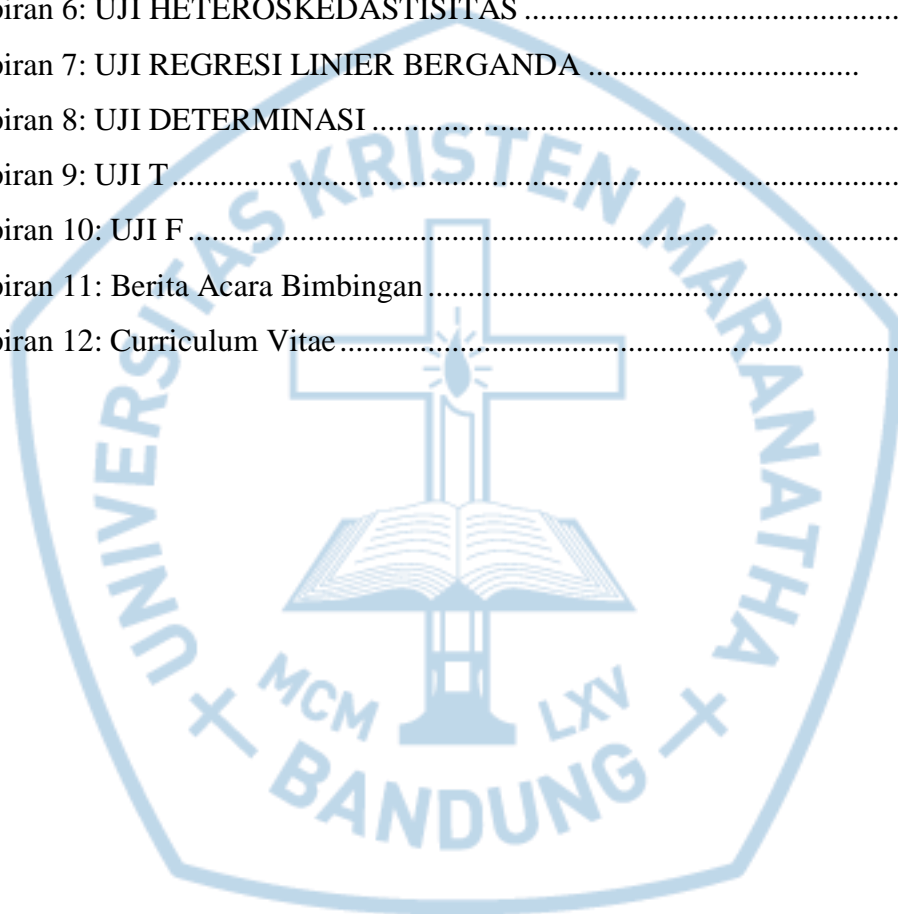 piran 6: UJI HETEROSKEDASTISITAS ...............................................
piran 7: UJI REGRESI LINIER BERGANDA ..................................
piran 8: UJI DETERMINASI ..................................................................
piran 9: UJI T...........................................................................................
piran 10: UJI F.........................................................................................
piran 11: Berita Acara Bimbingan...........................................................
piran 12: Curriculum Vitae......................................................................
UNIVERSITAS KRISTEN MARANATHA
MCM LXV
BANDUNG